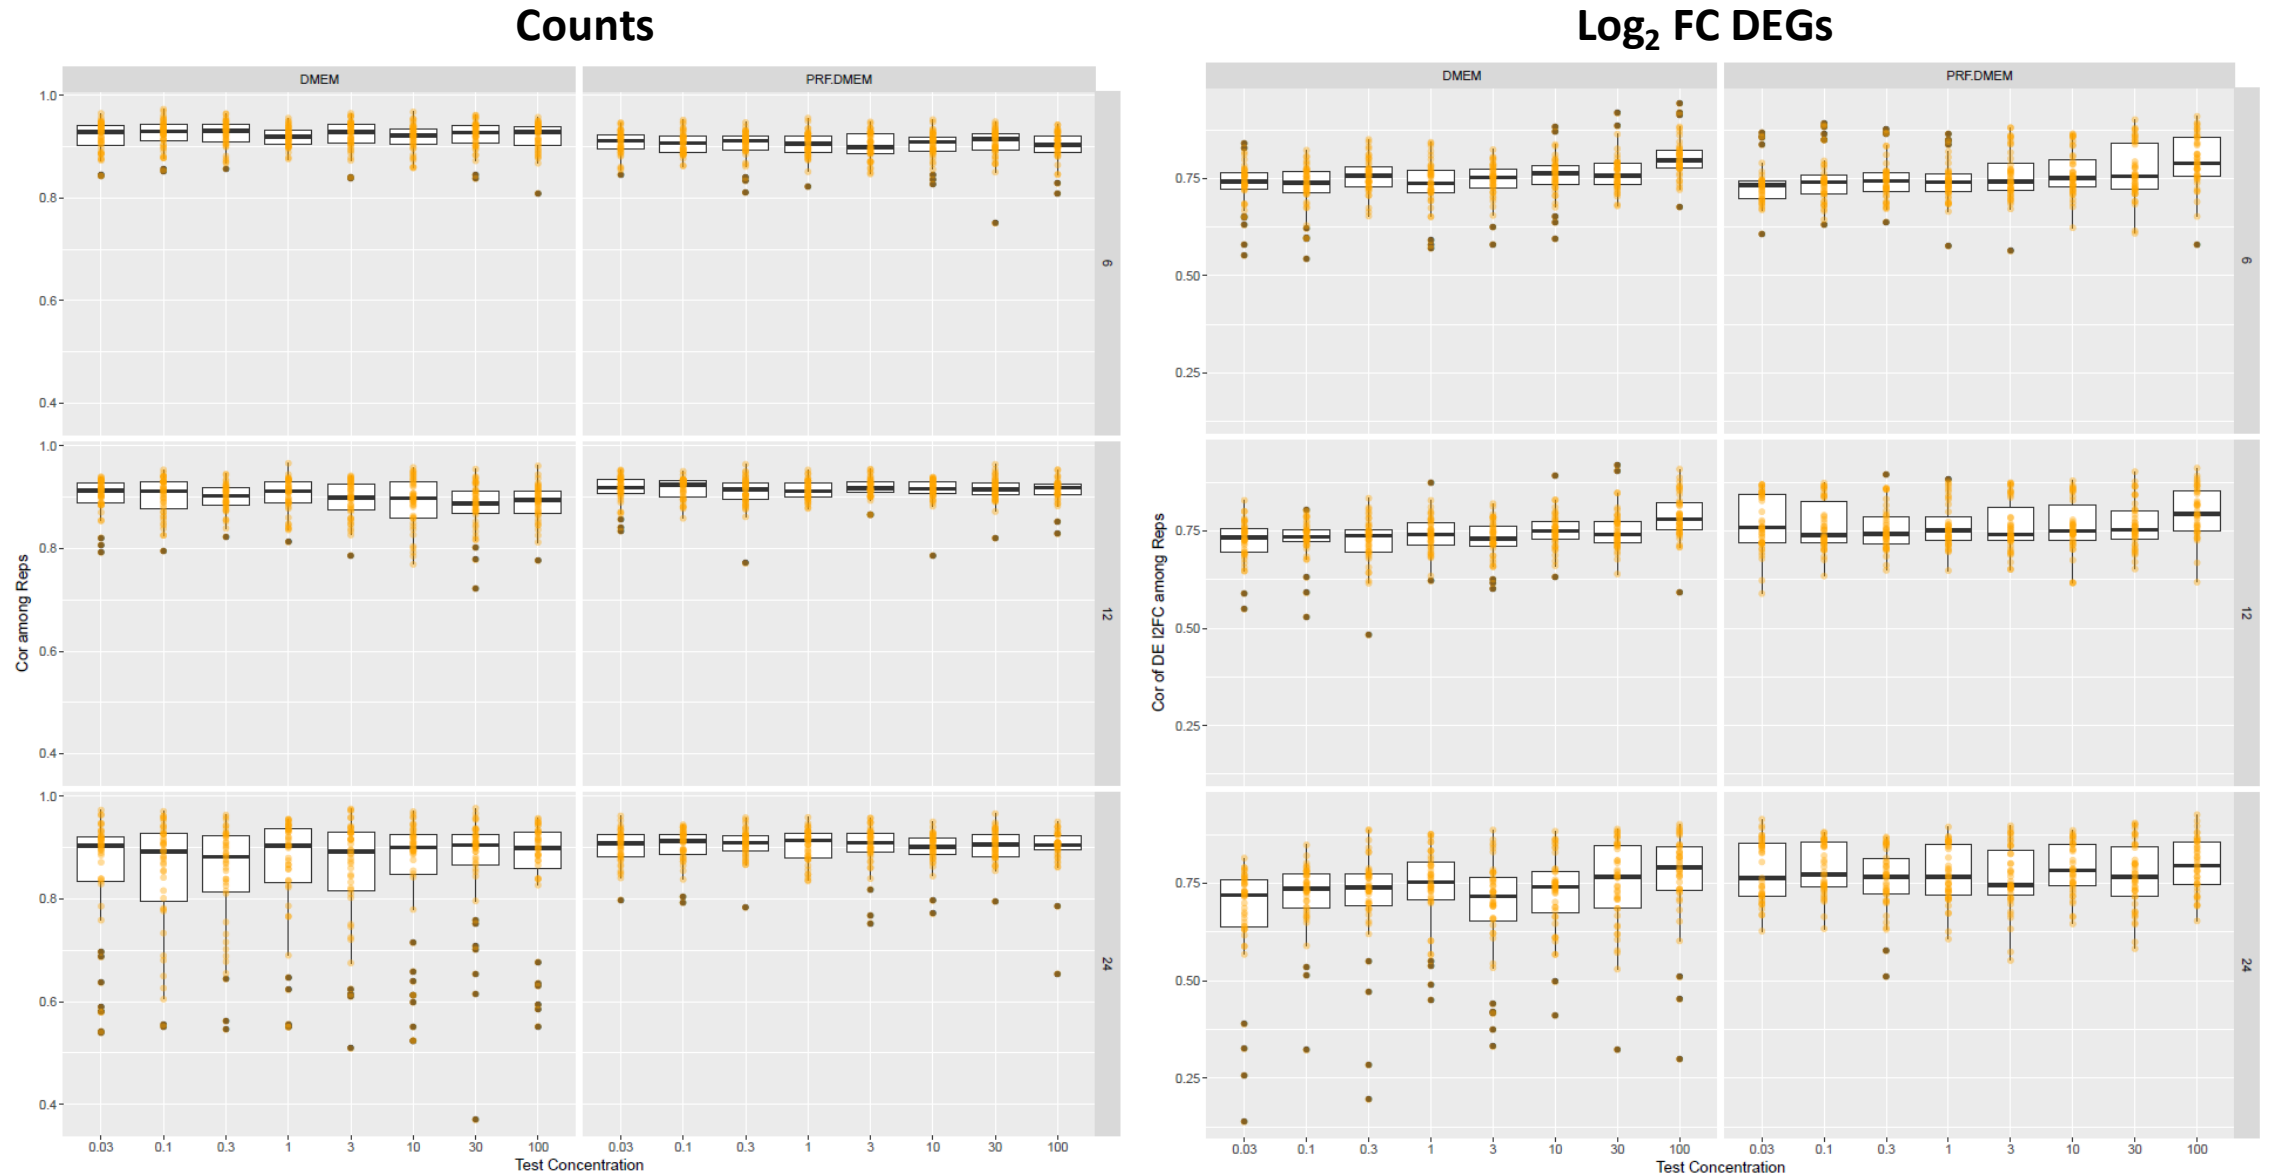 Counts
DMEM PRF.DMEM
1.0
0.8
0.6
0.4
6
1.0
0.8
0.6
0.4
12
1.0
0.8
0.6
0.4
24
Cor among Reps
0.03 0.1 0.3 1 3 10 30 100 0.03 0.1 0.3 1 3 10 30 100
Test Concentration
Log2 FC DEGs
DMEM PRF.DMEM
0.75
0.50
0.25
6
0.75
0.50
0.25
12
0.75
0.50
0.25
24
Cor of DE l2FC among Reps
0.03 0.1 0.3 1 3 10 30 100 0.03 0.1 0.3 1 3 10 30 100
Test Concentration